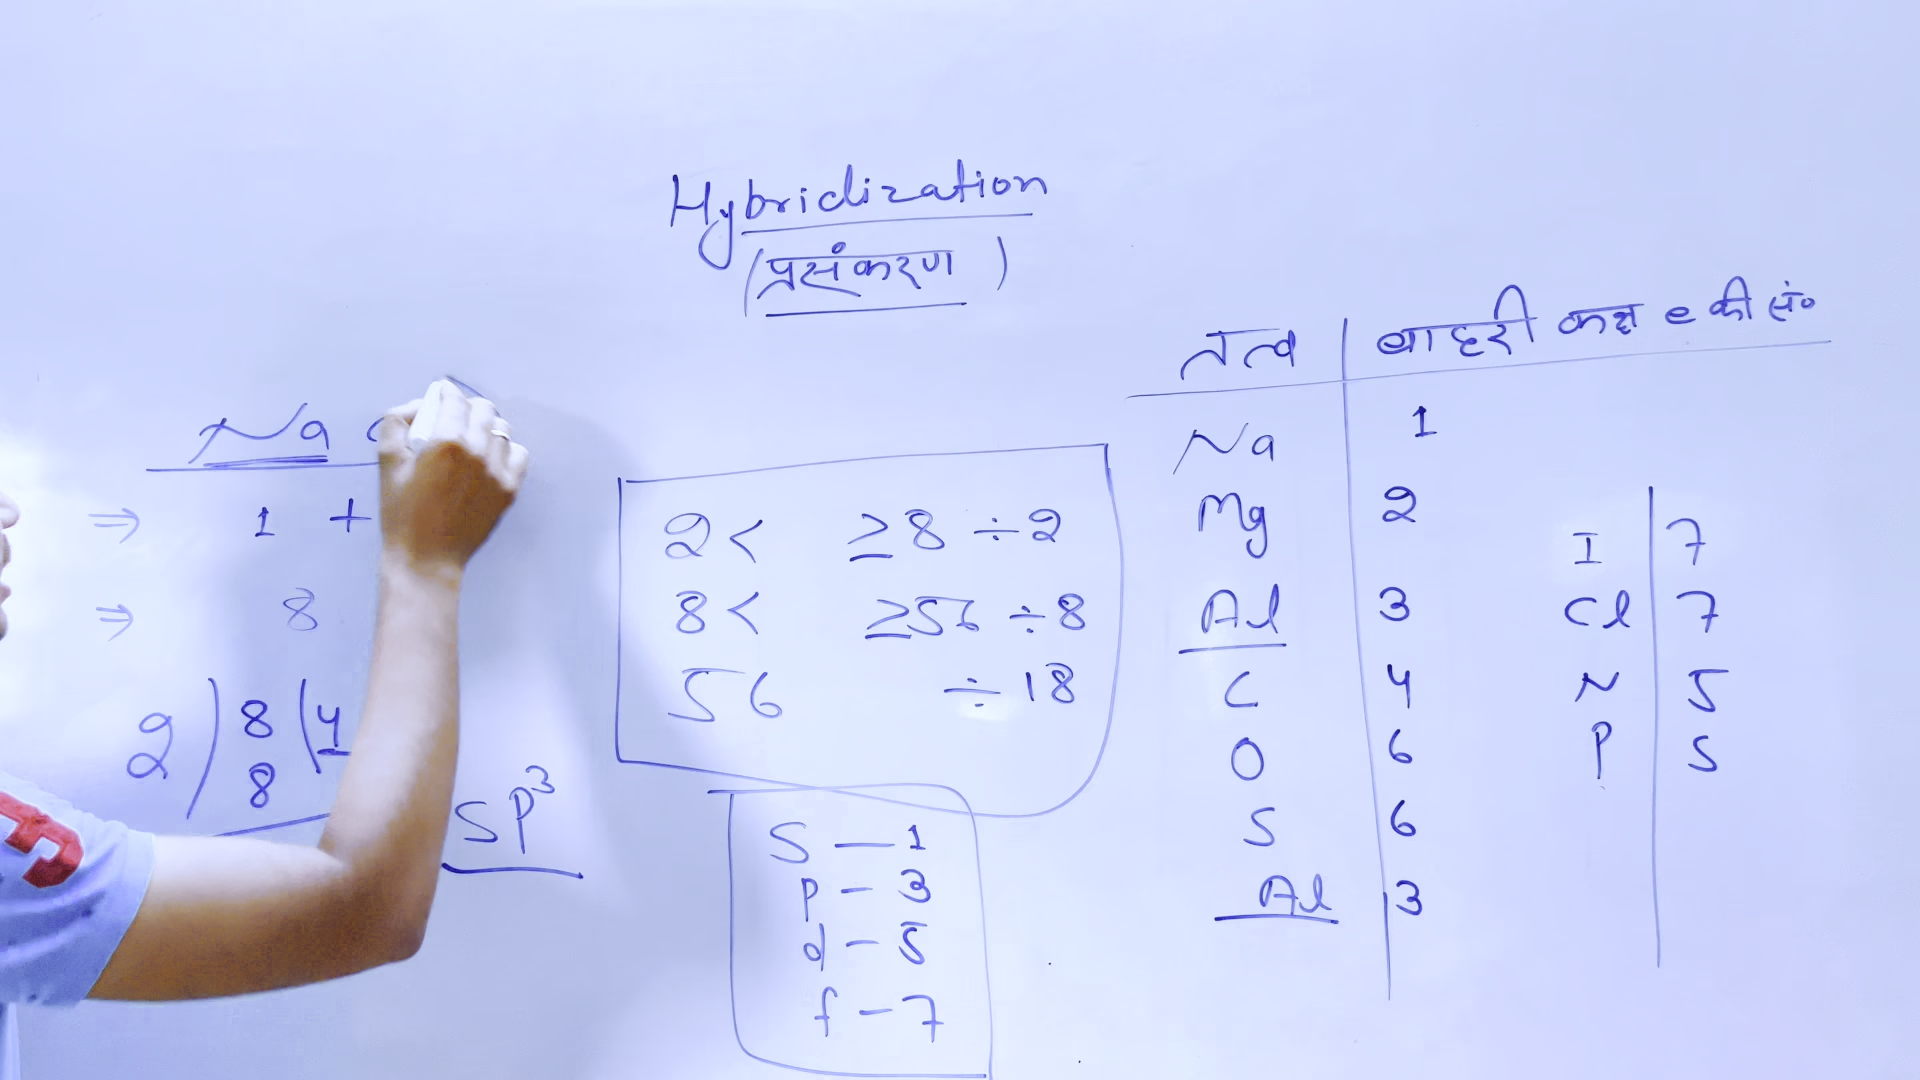 Hybridization
(प्रसंकरण)
Na
⇒ 1 +
⇒ 8
2 ) 8 ( 4
8
SP³
2 < ≥8 ÷2
8 < ≥56 ÷8
56 ÷18
S — 1
p - 3
d - 5
f - 7
तत्व | बाहरी कक्ष e की सं०
Na 1
Mg 2
Al 3
C 4
O 6
S 6
Al 3
I | 7
Cl | 7
N | 5
P | 5